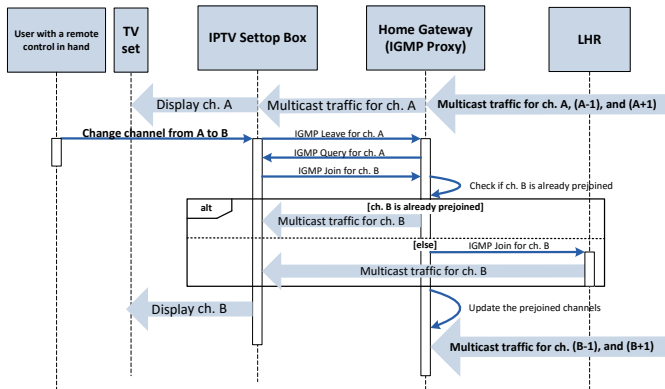 User with a remote
control in hand
TV
set
IPTV Settop Box
Home Gateway
(IGMP Proxy)
LHR
Display ch. A
Multicast traffic for ch. A
Multicast traffic for ch. A, (A-1), and (A+1)
Change channel from A to B
IGMP Leave for ch. A
IGMP Query for ch. A
IGMP Join for ch. B
Check if ch. B is already prejoined
alt
[ch. B is already prejoined]
Multicast traffic for ch. B
[else]
IGMP Join for ch. B
Multicast traffic for ch. B
Display ch. B
Update the prejoined channels
Multicast traffic for ch. (B-1), and (B+1)